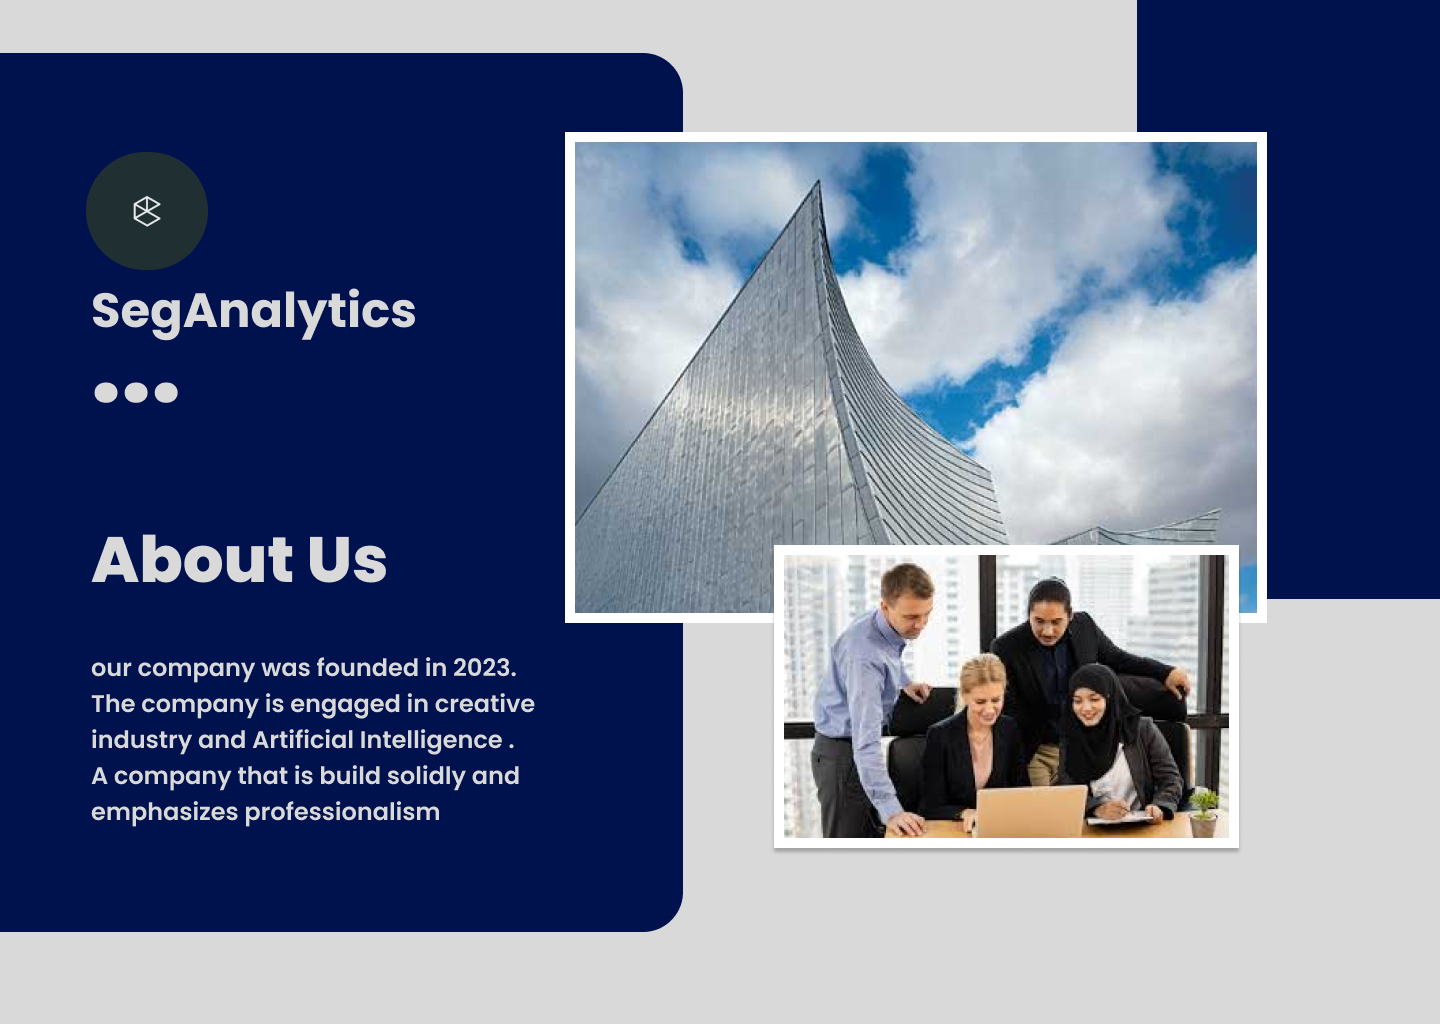 SegAnalytics
About Us
our company was founded in 2023.
The company is engaged in creative
industry and Artificial Intelligence .
A company that is build solidly and
emphasizes professionalism